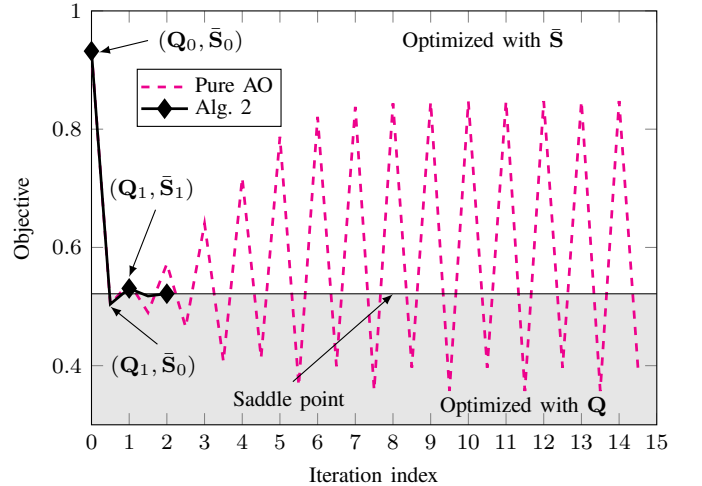 1
0.8
0.6
0.4
Objective
(Q₀, S̄₀)
Optimized with S̄
Pure AO
Alg. 2
(Q₁, S̄₁)
(Q₁, S̄₀)
Saddle point
Optimized with Q
0 1 2 3 4 5 6 7 8 9 10 11 12 13 14 15
Iteration index